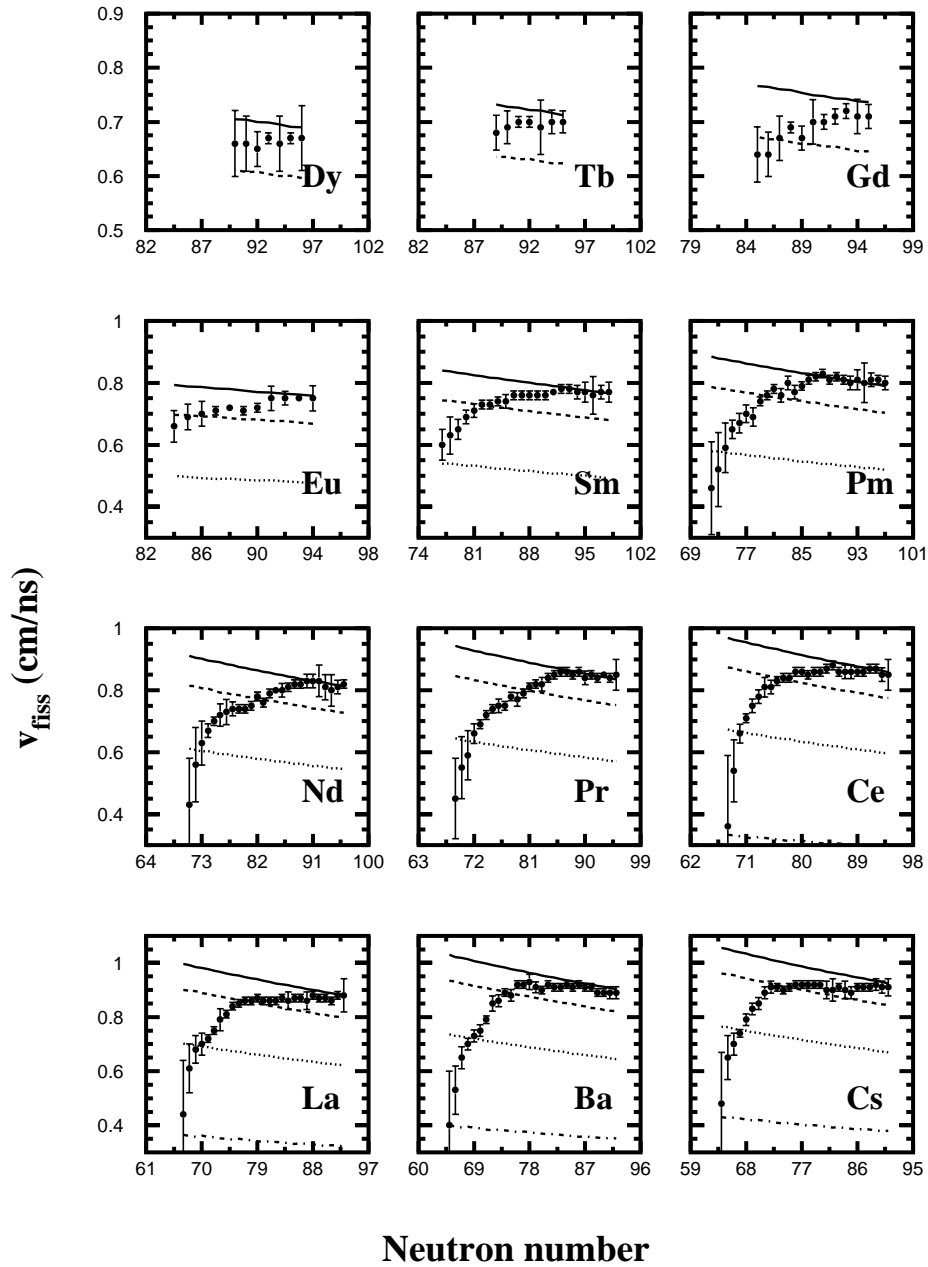 0.9
0.8
0.7
0.6
0.5
Dy
Tb
Gd
82 87 92 97 102
82 87 92 97 102
79 84 89 94 99
1
0.8
0.6
0.4
Eu
Sm
Pm
82 86 90 94 98
74 81 88 95 102
69 77 85 93 101
v_fiss (cm/ns)
1
0.8
0.6
0.4
Nd
Pr
Ce
64 73 82 91 100
63 72 81 90 99
62 71 80 89 98
1
0.8
0.6
0.4
La
Ba
Cs
61 70 79 88 97
60 69 78 87 96
59 68 77 86 95
Neutron number